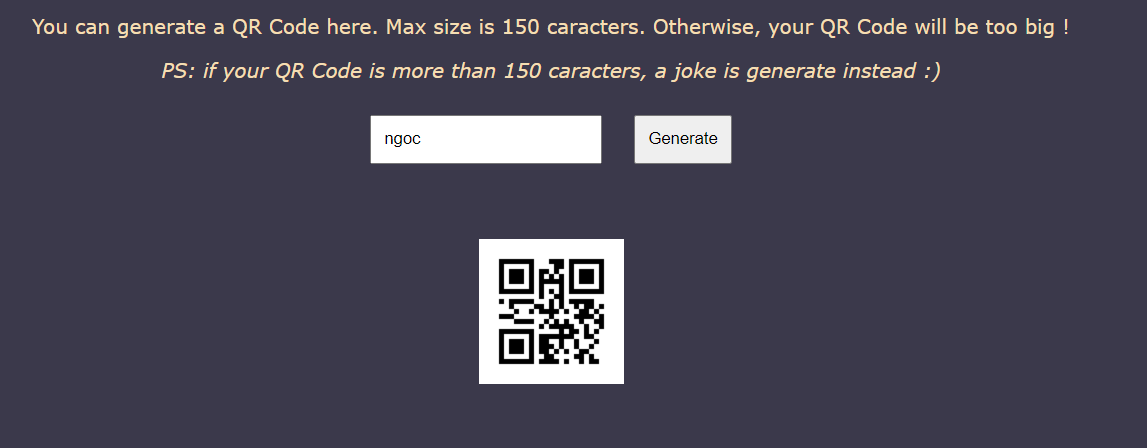 You can generate a QR Code here. Max size is 150 caracters. Otherwise, your QR Code will be too big !
PS: if your QR Code is more than 150 caracters, a joke is generate instead :)
ngoc
Generate